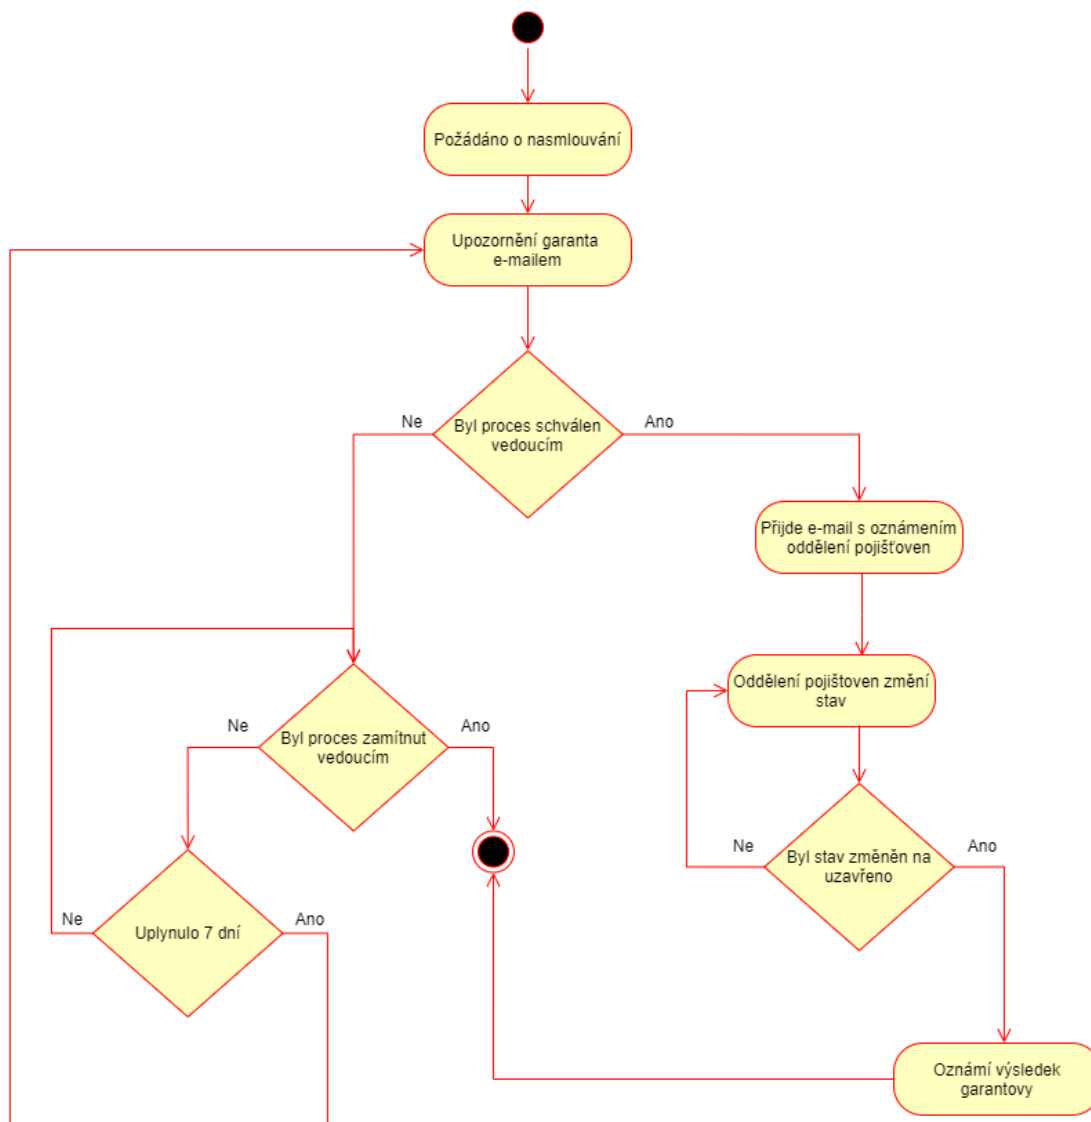 Požádáno o nasmlouvání
Upozornění garanta
e-mailem
Byl proces schválen
vedoucím
Ne
Ano
Přijde e-mail s oznámením
oddělení pojišťoven
Oddělení pojištoven změní
stav
Byl proces zamítnut
vedoucím
Ne
Ano
Byl stav změněn na
uzavřeno
Ne
Ano
Uplynulo 7 dní
Ne
Ano
Oznámí výsledek
garantovy